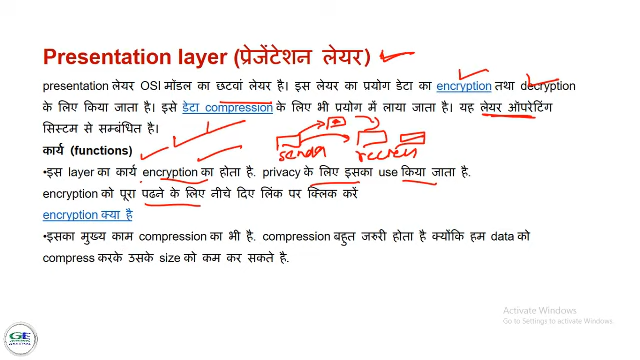 Presentation layer (प्रेजेंटेशन लेयर)
presentation लेयर OSI मॉडल का छटवां लेयर है। इस लेयर का प्रयोग डेटा का encryption तथा decryption
के लिए किया जाता है। इसे डेटा compression के लिए भी प्रयोग में लाया जाता है। यह लेयर ऑपरेटिंग
सिस्टम से सम्बंधित है।
कार्य (functions)
sender
•इस layer का कार्य encryption का होता है. privacy के लिए इसका use किया जाता है.
encryption को पूरा पढने के लिए नीचे दिए लिंक पर क्लिक करें
encryption क्या है
•इसका मुख्य काम compression का भी है. compression बहुत जरुरी होता है क्योंकि हम data को
compress करके उसके size को कम कर सकते है.
Activate Windows
Go to Settings to activate Windows
GE